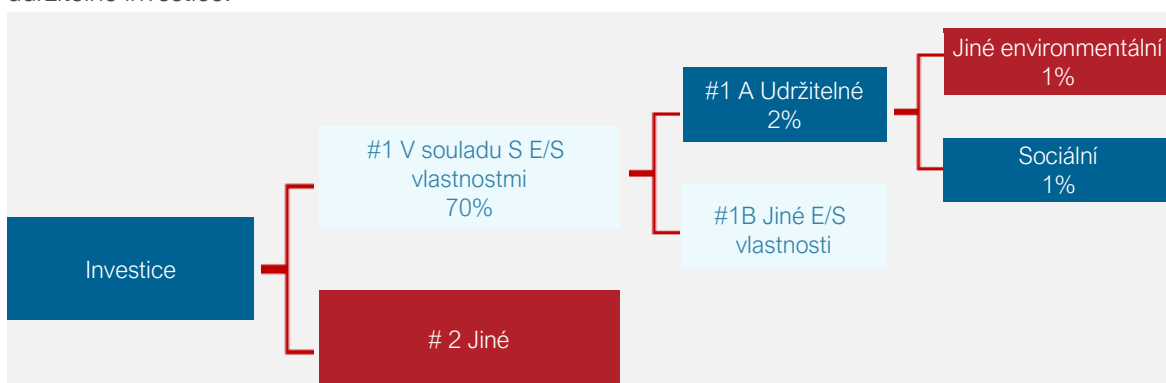 Jiné environmentální
1%
#1 A Udržitelné
2%
#1 V souladu S E/S
vlastnostmi
70%
Sociální
1%
#1B Jiné E/S
vlastnosti
Investice
# 2 Jiné